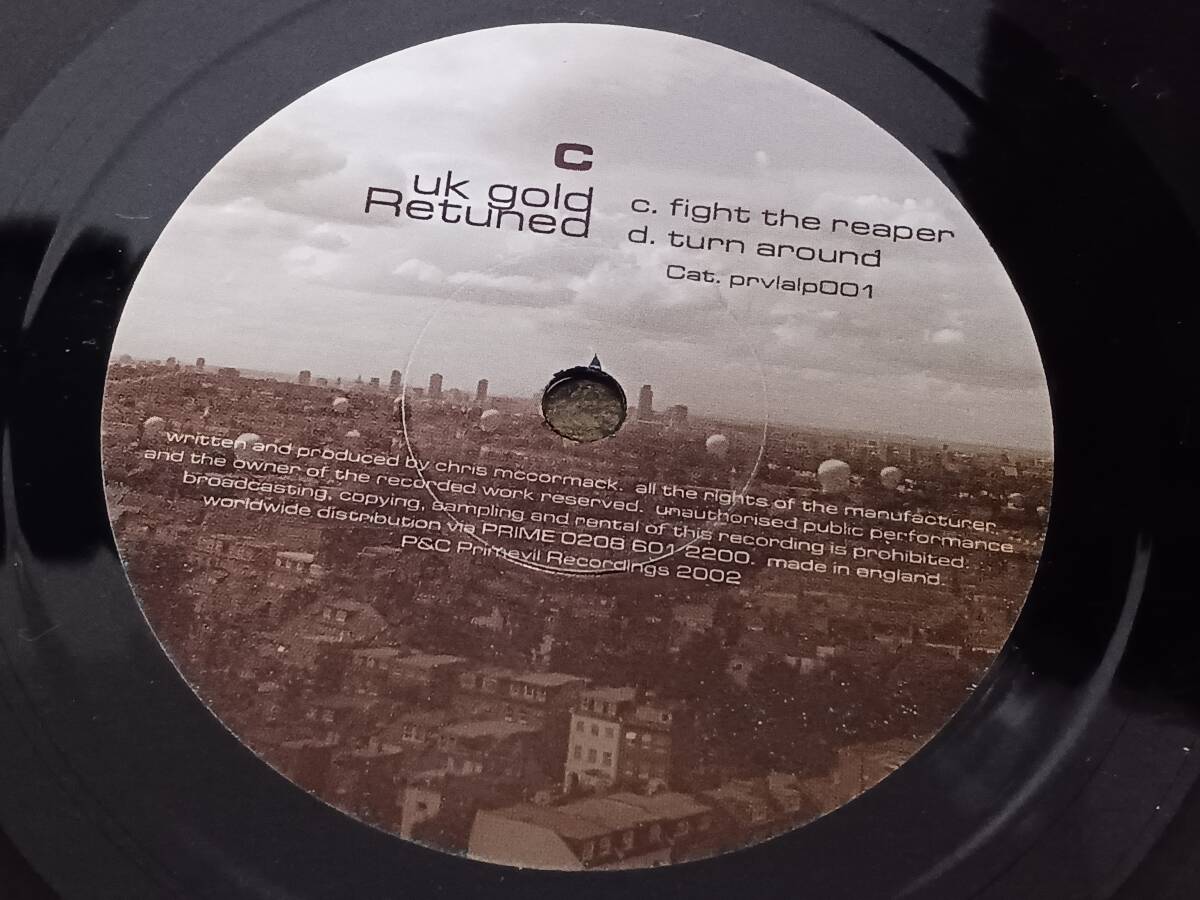 c
uk gold
Retuned
c. fight the reaper
d. turn around
Cat. prvlalp001
written and produced by chris mccormack. all the rights of the manufacturer
and the owner of the recorded work reserved. unauthorised public performance
broadcasting, copying, sampling and rental of this recording is prohibited.
worldwide distribution via PRIME 0208 601 2200. made in england.
P&C Primevil Recordings 2002